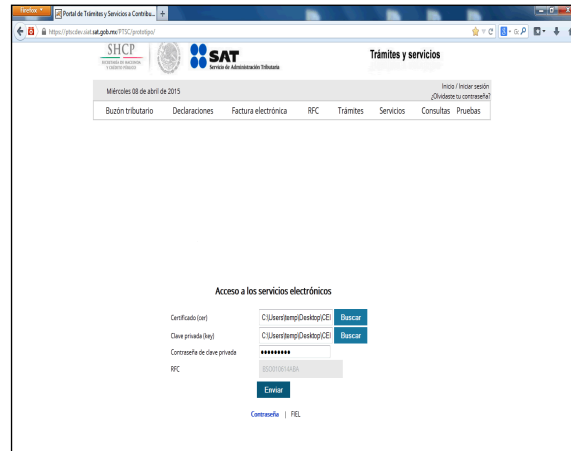 Firefox
Portal de Trámites y Servicios a Contribu...
https://ptscdev.siat.sat.gob.mx/PTSC/prototipo/
SHCP
SECRETARÍA DE HACIENDA
Y CRÉDITO PÚBLICO
SAT
Servicio de Administración Tributaria
Trámites y servicios
Miércoles 08 de abril de 2015
Inicio / Iniciar sesión
¿Olvidaste tu contraseña?
Buzón tributario Declaraciones Factura electrónica RFC Trámites Servicios Consultas Pruebas
Acceso a los servicios electrónicos
Certificado (cer) C:\Users\temp\Desktop\CEI Buscar
Clave privada (key) C:\Users\temp\Desktop\CEI Buscar
Contraseña de clave privada •••••••••
RFC
Enviar
Contraseña | FIEL